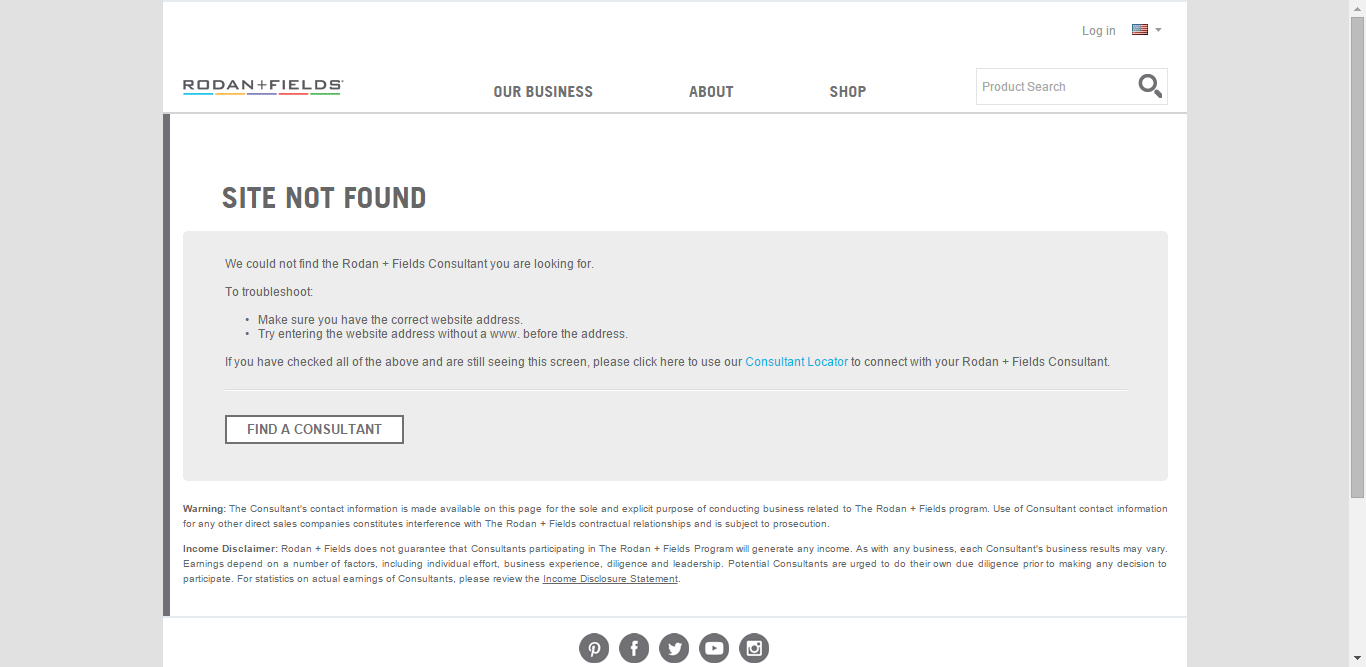 Log in
RODAN+FIELDS
OUR BUSINESS
ABOUT
SHOP
Product Search
SITE NOT FOUND
We could not find the Rodan + Fields Consultant you are looking for.
To troubleshoot:
• Make sure you have the correct website address.
• Try entering the website address without a www. before the address.
If you have checked all of the above and are still seeing this screen, please click here to use our Consultant Locator to connect with your Rodan + Fields Consultant.
FIND A CONSULTANT
Warning: The Consultant's contact information is made available on this page for the sole and explicit purpose of conducting business related to The Rodan + Fields program. Use of Consultant contact information
for any other direct sales companies constitutes interference with The Rodan + Fields contractual relationships and is subject to prosecution.
Income Disclaimer: Rodan + Fields does not guarantee that Consultants participating in The Rodan + Fields Program will generate any income. As with any business, each Consultant's business results may vary.
Earnings depend on a number of factors, including individual effort, business experience, diligence and leadership. Potential Consultants are urged to do their own due diligence prior to making any decision to
participate. For statistics on actual earnings of Consultants, please review the Income Disclosure Statement.